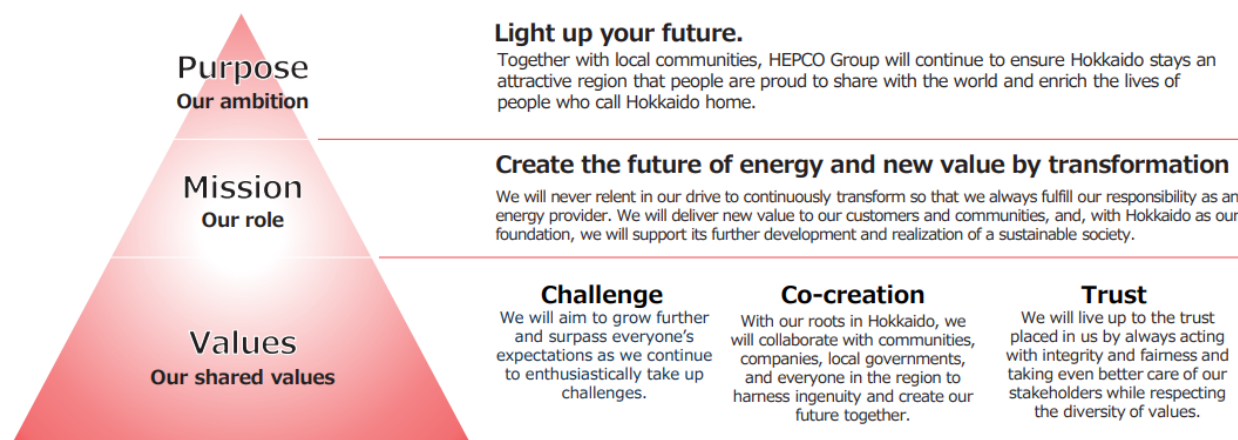 Purpose
Our ambition
Light up your future.
Together with local communities, HEPCO Group will continue to ensure Hokkaido stays an
attractive region that people are proud to share with the world and enrich the lives of
people who call Hokkaido home.
Mission
Our role
Create the future of energy and new value by transformation
We will never relent in our drive to continuously transform so that we always fulfill our responsibility as an
energy provider. We will deliver new value to our customers and communities, and, with Hokkaido as our
foundation, we will support its further development and realization of a sustainable society.
Values
Our shared values
Challenge
We will aim to grow further
and surpass everyone's
expectations as we continue
to enthusiastically take up
challenges.
Co-creation
With our roots in Hokkaido, we
will collaborate with communities,
companies, local governments,
and everyone in the region to
harness ingenuity and create our
future together.
Trust
We will live up to the trust
placed in us by always acting
with integrity and fairness and
taking even better care of our
stakeholders while respecting
the diversity of values.